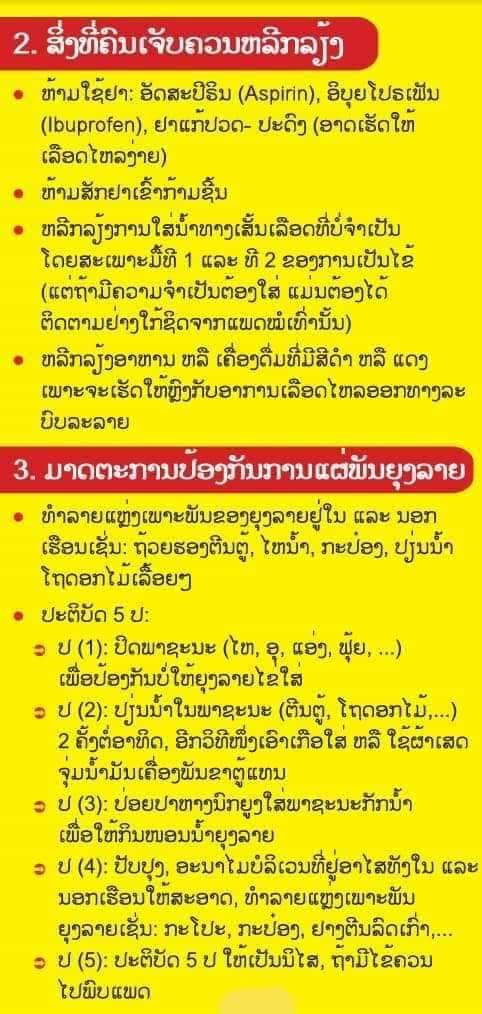 2. ສິ່ງທີ່ຄົນເຈັບຄວນຫລີກລຽ້ງ
• ຫ້າມໃຊ້ຢາ: ອັດສະປີຣິນ (Aspirin), ອິບຸຍໂປຣເຟັນ
(Ibuprofen), ຢາແກ້ປວດ- ປະດົງ (ອາດເຮັດໃຫ້
ເລືອດໄຫລງ່າຍ)
• ຫ້າມສັກຢາເຂົ້າກ້າມຊີ້ນ
• ຫລີກລຽ້ງການໃສ່ນ້ຳທາງເສັ້ນເລືອດທີ່ບໍ່ຈຳເປັນ
ໂດຍສະເພາະມື້ທີ 1 ແລະ ທີ 2 ຂອງການເປັນໄຂ້
(ແຕ່ຖ້າມີຄວາມຈຳເປັນຕ້ອງໃສ່ ແມ່ນຕ້ອງໄດ້
ຕິດຕາມຢ່າງໃກ້ຊິດຈາກແພດໝໍເທົ່ານັ້ນ)
• ຫລີກລຽ້ງອາຫານ ຫລື ເຄື່ອງດື່ມທີ່ມີສີດຳ ຫລື ແດງ
ເພາະຈະເຮັດໃຫ້ຫຼົງກັບອາການເລືອດໄຫລອອກທາງລະ
ບົບລະລາຍ
3. ມາດຕະການປ້ອງກັນການແຜ່ພັນຍຸງລາຍ
• ທຳລາຍແຫຼ່ງເພາະພັນຂອງຍຸງລາຍຢູ່ໃນ ແລະ ນອກ
ເຮືອນເຊັ່ນ: ຖ້ວຍຮອງຕີນຕູ້, ໄຫນ້ຳ, ກະປ໋ອງ, ປ່ຽນນ້ຳ
ໂຖດອກໄມ້ເລື້ອຍໆ
• ປະຕິບັດ 5 ປ:
➲ ປ (1): ປິດພາຊະນະ (ໄຫ, ອຸ, ແອ່ງ, ຟຸ້ຍ, ...)
ເພື່ອປ້ອງກັນບໍ່ໃຫ້ຍຸງລາຍໄຂ່ໃສ່
➲ ປ (2): ປ່ຽນນ້ຳໃນພາຊະນະ (ຕີນຕູ້, ໂຖດອກໄມ້,...)
2 ຄັ້ງຕໍ່ອາທິດ, ອີກວິທີໜຶ່ງເອົາເກືອໃສ່ ຫລື ໃຊ້ຜ້າເສດ
ຈຸ່ມນ້ຳມັນເຄື່ອງພັນຂາຕູ້ແທນ
➲ ປ (3): ປ່ອຍປາຫາງນົກຍູງໃສ່ພາຊະນະກັກນ້ຳ
ເພື່ອໃຫ້ກິນໜອນນ້ຳຍຸງລາຍ
➲ ປ (4): ປັບປຸງ, ອະນາໄມບໍລິເວນທີ່ຢູ່ອາໄສທັງໃນ ແລະ
ນອກເຮືອນໃຫ້ສະອາດ, ທຳລາຍແຫຼງເພາະພັນ
ຍຸງລາຍເຊັ່ນ: ກະໂປະ, ກະປ໋ອງ, ຢາງຕີນລົດເກົ່າ,...
➲ ປ (5): ປະຕິບັດ 5 ປ ໃຫ້ເປັນນິໄສ, ຖ້າມີໄຂ້ຄວນ
ໄປພົບແພດ